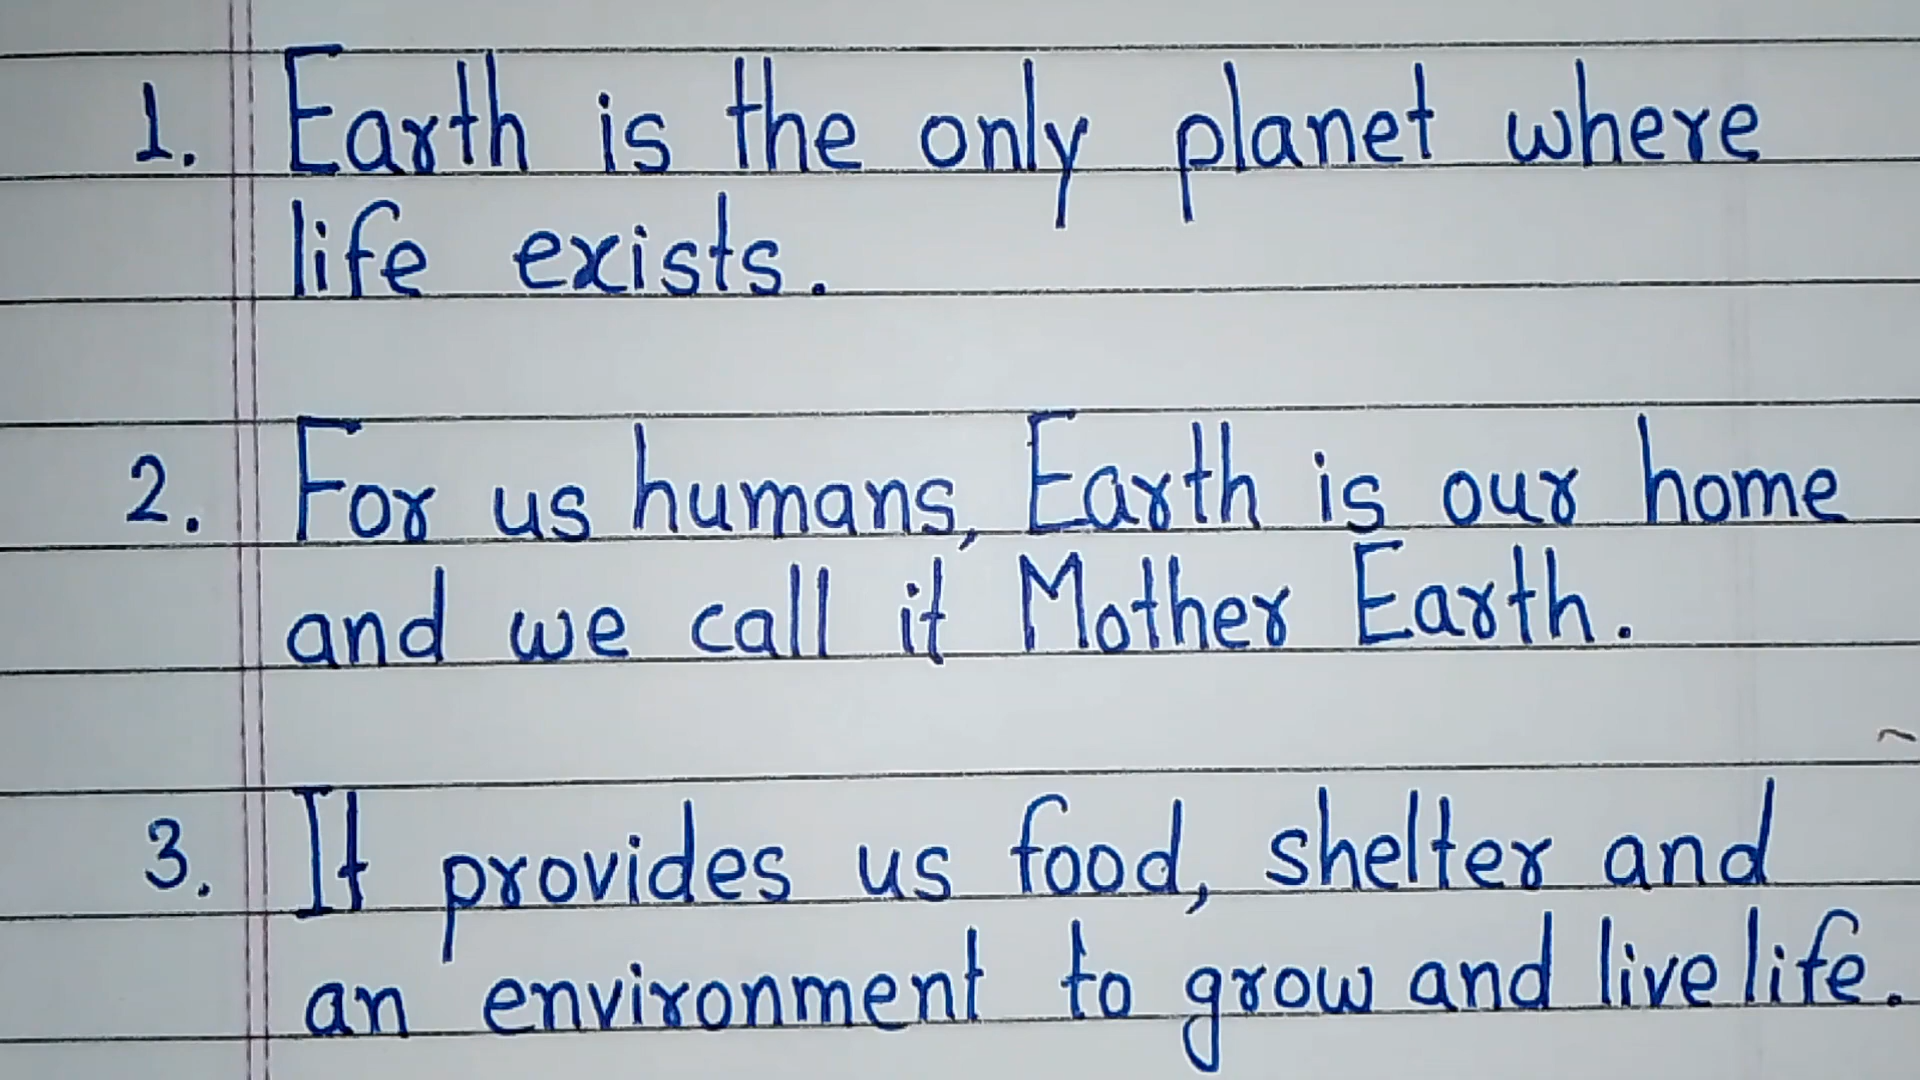 1. Earth is the only planet where
life exists.
2. For us humans, Earth is our home
and we call it Mother Earth.
3. It provides us food, shelter and
an environment to grow and live life.